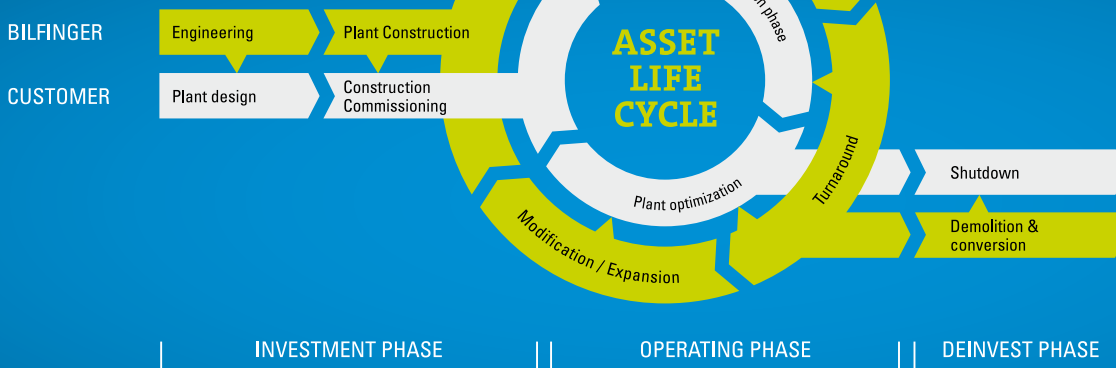 BILFINGER
Engineering
Plant Construction
CUSTOMER
Plant design
Construction
Commissioning
phase
ASSET
LIFE
CYCLE
Plant optimization
Turnaround
Modification / Expansion
Shutdown
Demolition &
conversion
INVESTMENT PHASE
OPERATING PHASE
DEINVEST PHASE